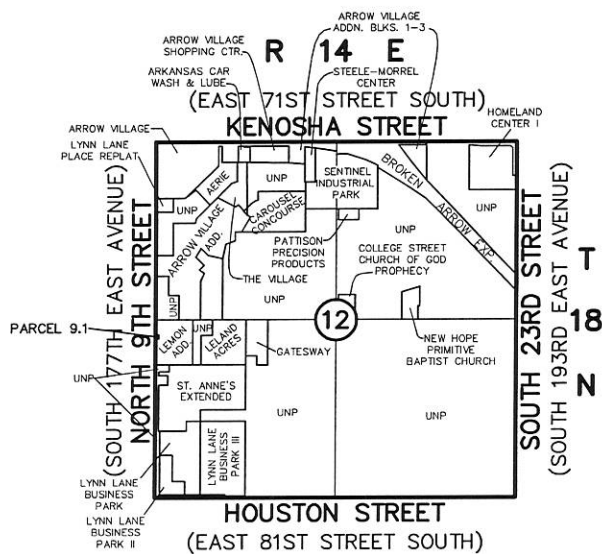 ARROW VILLAGE
ADDN. BLKS. 1-3
ARROW VILLAGE
SHOPPING CTR.
R 14 E
ARKANSAS CAR
WASH & LUBE
STEELE-MORREL
CENTER
(EAST 71ST STREET SOUTH)
KENOSHA STREET
HOMELAND
CENTER I
ARROW VILLAGE
LYNN LANE
PLACE REPLAT
AERIE
UNP
SENTINEL
INDUSTRIAL
PARK
BROKEN
ARROW EXP.
UNP
UNP
ARROW VILLAGE
ADD.
CAROUSEL
CONCOURSE
PATTISON
PRECISION
PRODUCTS
UNP
COLLEGE STREET
CHURCH OF GOD
PROPHECY
THE VILLAGE
UNP
UNP
12
NEW HOPE
PRIMITIVE
BAPTIST CHURCH
PARCEL 9.1
LEMON
ADD.
UNP
LELAND
ACRES
GATESWAY
UNP
ST. ANNE'S
EXTENDED
UNP
UNP
LYNN LANE
BUSINESS
PARK III
LYNN LANE
BUSINESS
PARK
LYNN LANE
BUSINESS
PARK II
NORTH 9TH STREET
(SOUTH 177TH EAST AVENUE)
SOUTH 23RD STREET
(SOUTH 193RD EAST AVENUE)
T
18
N
HOUSTON STREET
(EAST 81ST STREET SOUTH)